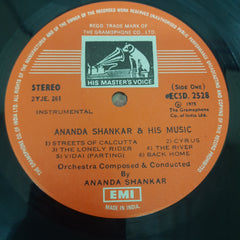 REGD. TRADE MARK OF
THE GRAMOPHONE CO. LTD.
HIS MASTER'S VOICE
STEREO
2YJE. 261
(Side One)
ECSD. 2528
INSTRUMENTAL
℗ 1975
The Gramophone
Co. of India Ltd.
ANANDA SHANKAR & HIS MUSIC
1) STREETS OF CALCUTTA 2) CYRUS
3) THE LONELY RIDER 4) THE RIVER
5) VIDAI (PARTING) 6) BACK HOME
Orchestra Composed & Conducted
By
ANANDA SHANKAR
EMI
MADE IN INDIA